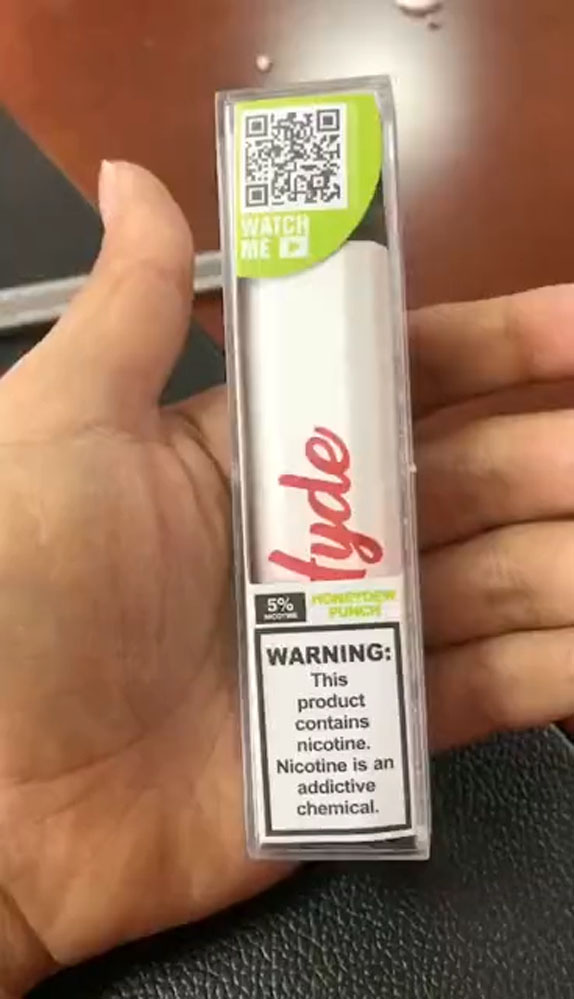 WATCH
ME
Hyde
5%
NICOTINE
HONEYDEW
PUNCH
WARNING:
This
product
contains
nicotine.
Nicotine is an
addictive
chemical.